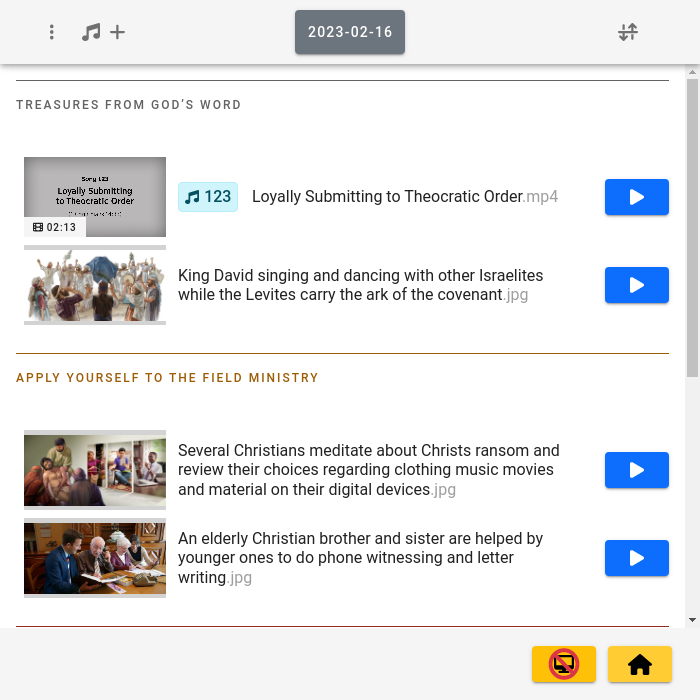 2023-02-16
TREASURES FROM GOD'S WORD
Song 123
Loyally Submitting
to Theocratic Order
02:13
123
Loyally Submitting to Theocratic Order.mp4
King David singing and dancing with other Israelites
while the Levites carry the ark of the covenant.jpg
APPLY YOURSELF TO THE FIELD MINISTRY
Several Christians meditate about Christs ransom and
review their choices regarding clothing music movies
and material on their digital devices.jpg
An elderly Christian brother and sister are helped by
younger ones to do phone witnessing and letter
writing.jpg